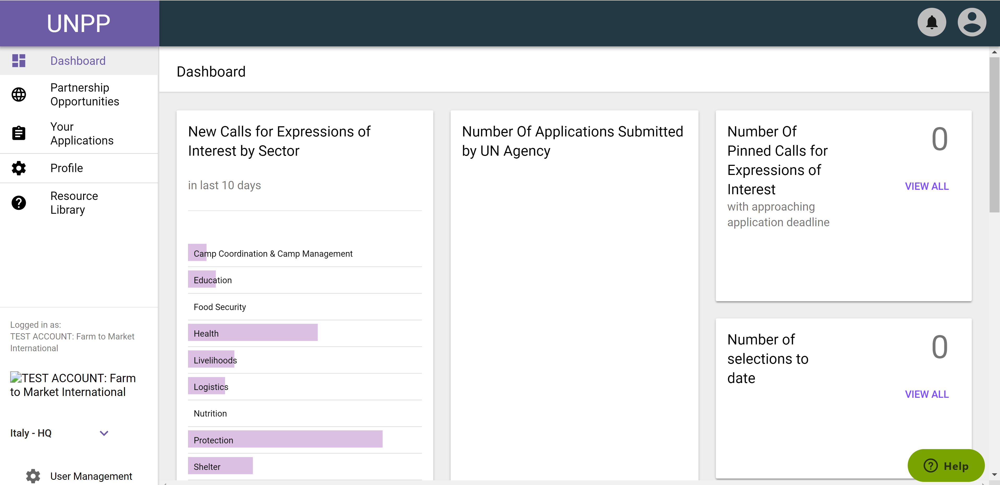 UNPP
Dashboard
Partnership
Opportunities
Your
Applications
Profile
Resource
Library
Logged in as:
TEST ACCOUNT: Farm to Market
International
TEST ACCOUNT: Farm
to Market International
Italy - HQ
User Management
Dashboard
New Calls for Expressions of
Interest by Sector
in last 10 days
Camp Coordination & Camp Management
Education
Food Security
Health
Livelihoods
Logistics
Nutrition
Protection
Shelter
Number Of Applications Submitted
by UN Agency
Number Of
Pinned Calls for
Expressions of
Interest
with approaching
application deadline
0
VIEW ALL
Number of
selections to
date
0
VIEW ALL
Help